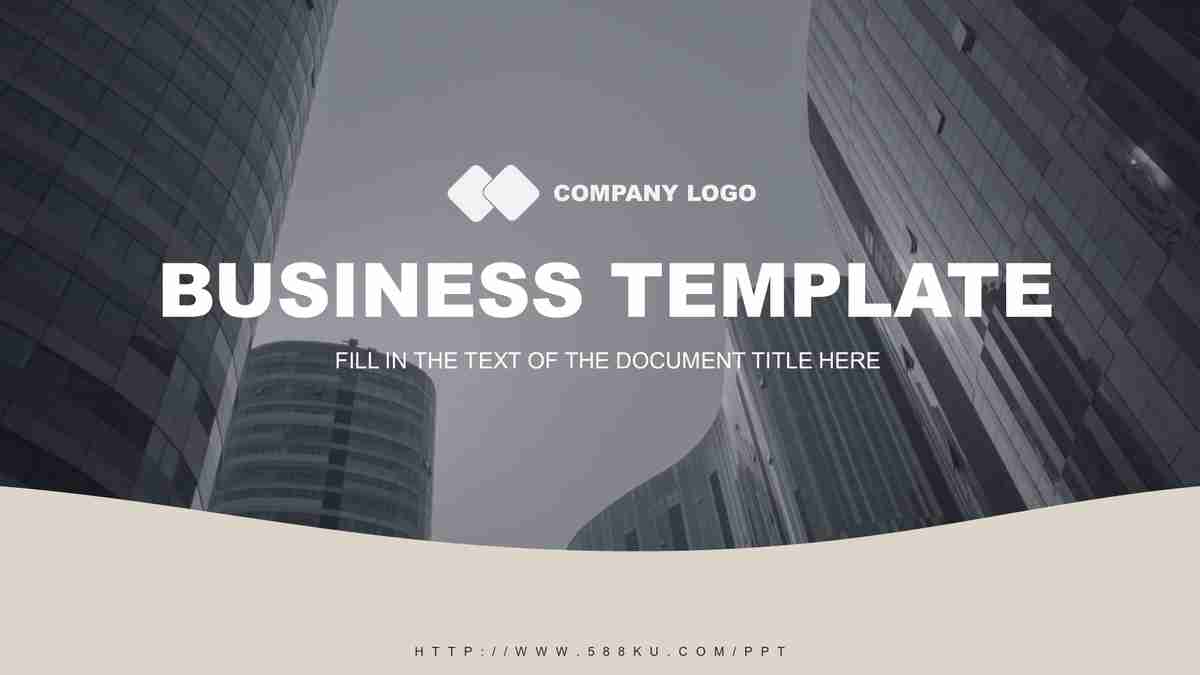 COMPANY LOGO
BUSINESS TEMPLATE
FILL IN THE TEXT OF THE DOCUMENT TITLE HERE
HTTP://WWW.588KU.COM/PPT